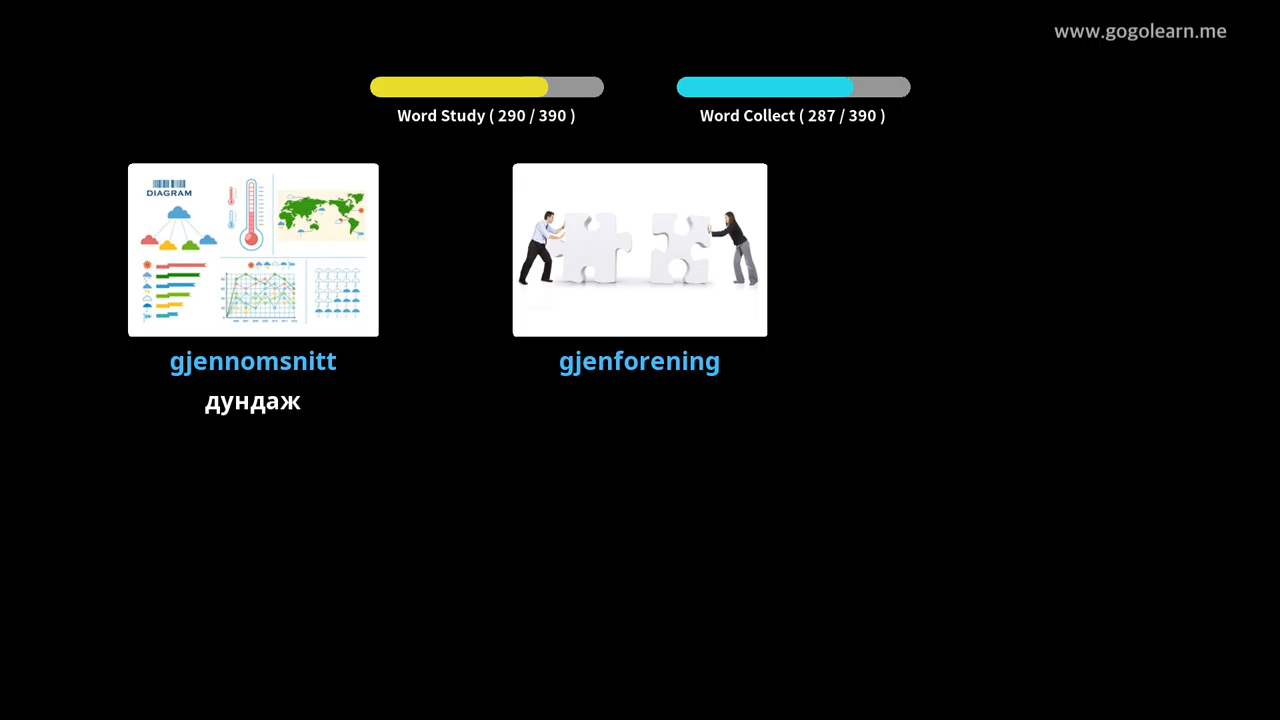 www.gogolearn.me
Word Study ( 290 / 390 )
Word Collect ( 287 / 390 )
DIAGRAM
gjennomsnitt
gjenforening
дундаж